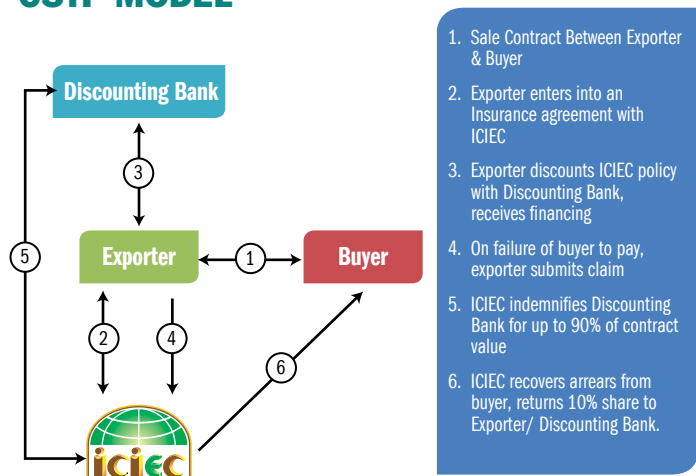 Discounting Bank
3
5
Exporter
1
Buyer
2
4
6
iciec
1. Sale Contract Between Exporter
& Buyer
2. Exporter enters into an
Insurance agreement with
ICIEC
3. Exporter discounts ICIEC policy
with Discounting Bank,
receives financing
4. On failure of buyer to pay,
exporter submits claim
5. ICIEC indemnifies Discounting
Bank for up to 90% of contract
value
6. ICIEC recovers arrears from
buyer, returns 10% share to
Exporter/ Discounting Bank.